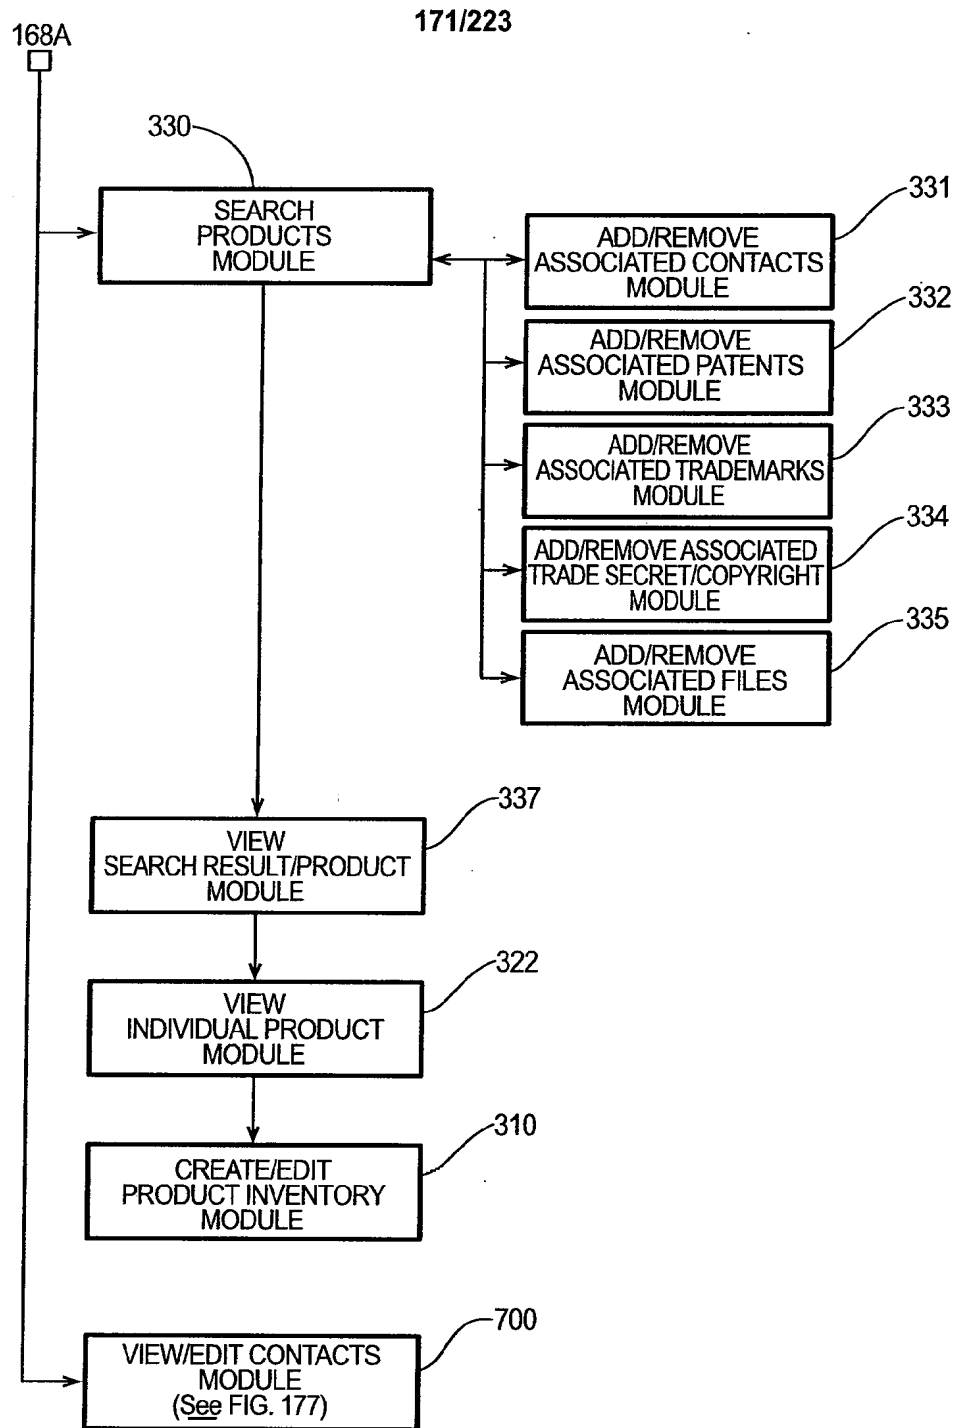 171/223
168A
330
SEARCH
PRODUCTS
MODULE
331
ADD/REMOVE
ASSOCIATED CONTACTS
MODULE
332
ADD/REMOVE
ASSOCIATED PATENTS
MODULE
333
ADD/REMOVE
ASSOCIATED TRADEMARKS
MODULE
334
ADD/REMOVE ASSOCIATED
TRADE SECRET/COPYRIGHT
MODULE
335
ADD/REMOVE
ASSOCIATED FILES
MODULE
337
VIEW
SEARCH RESULT/PRODUCT
MODULE
322
VIEW
INDIVIDUAL PRODUCT
MODULE
310
CREATE/EDIT
PRODUCT INVENTORY
MODULE
700
VIEW/EDIT CONTACTS
MODULE
(See FIG. 177)